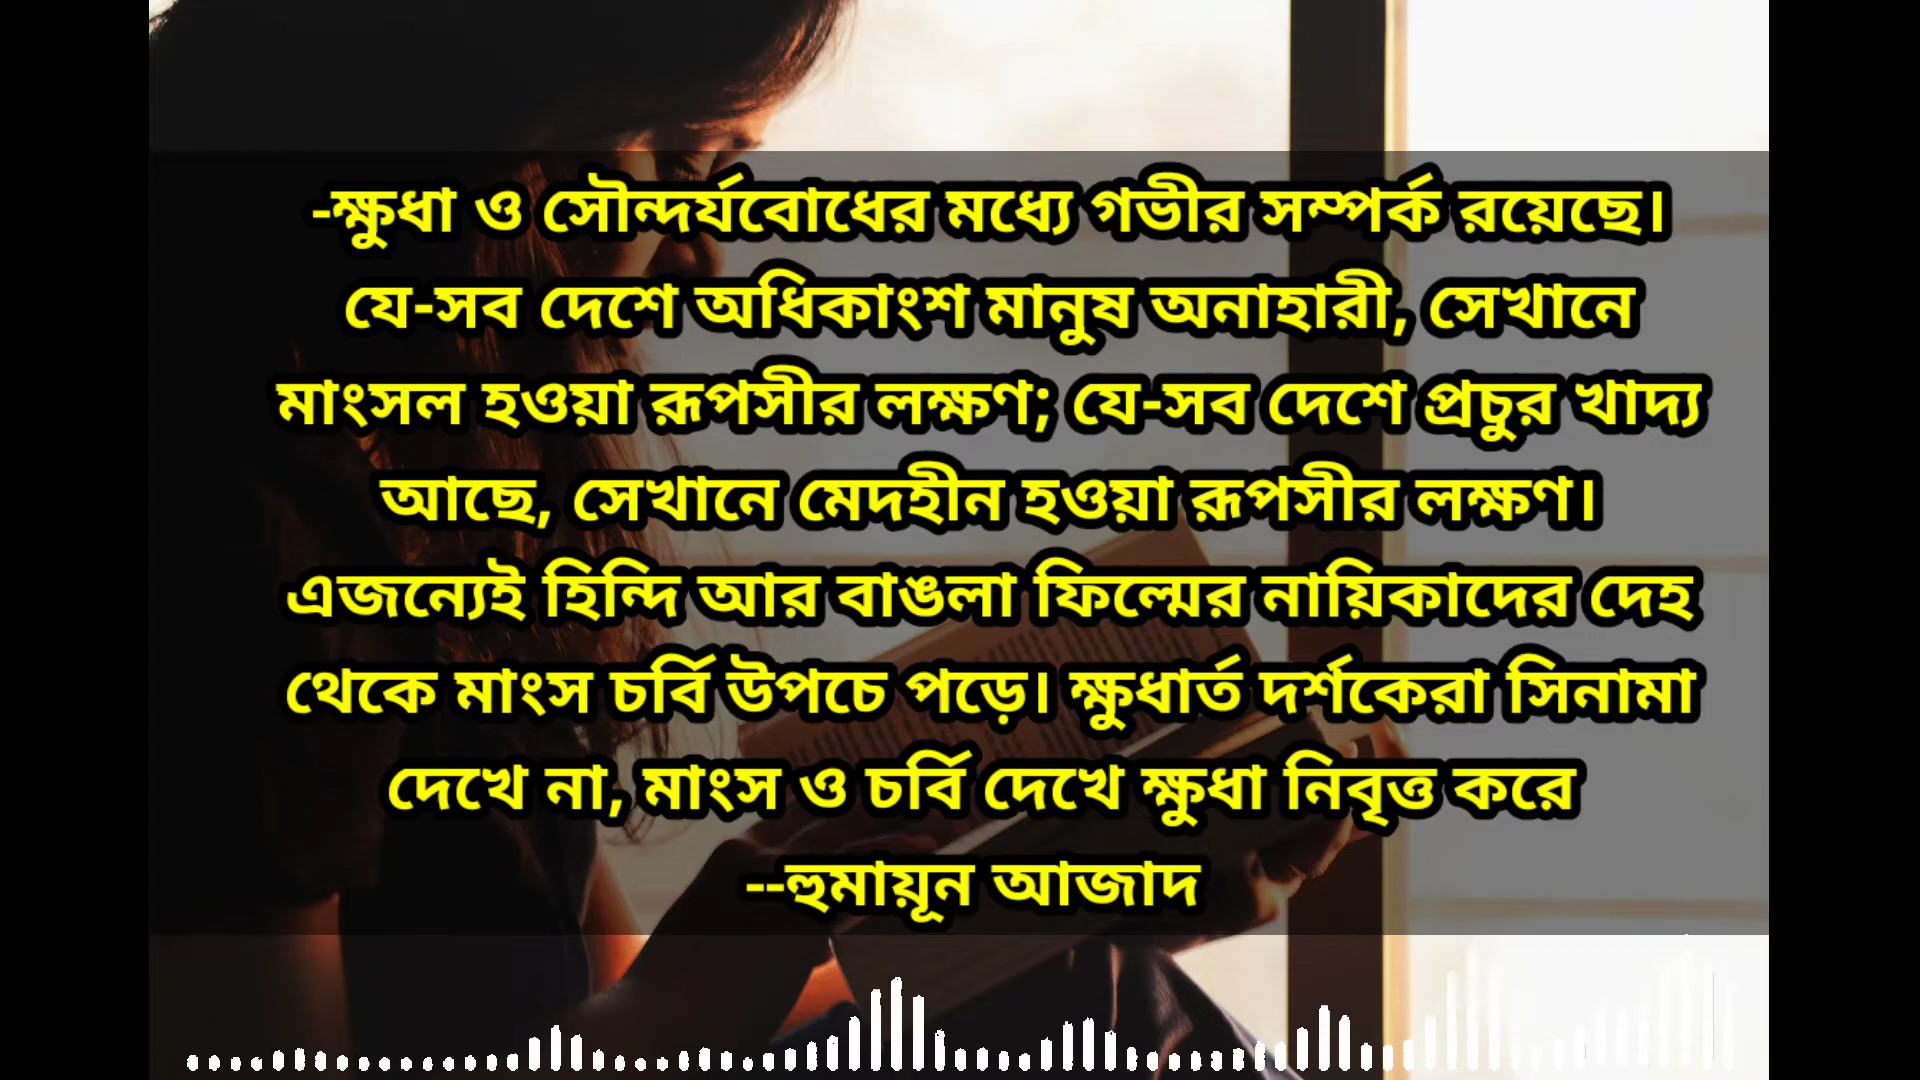 -ক্ষুধা ও সৌন্দর্যবোধের মধ্যে গভীর সম্পর্ক রয়েছে।
যে-সব দেশে অধিকাংশ মানুষ অনাহারী, সেখানে
মাংসল হওয়া রূপসীর লক্ষণ; যে-সব দেশে প্রচুর খাদ্য
আছে, সেখানে মেদহীন হওয়া রূপসীর লক্ষণ।
এজন্যেই হিন্দি আর বাঙলা ফিল্মের নায়িকাদের দেহ
থেকে মাংস চর্বি উপচে পড়ে। ক্ষুধার্ত দর্শকেরা সিনামা
দেখে না, মাংস ও চর্বি দেখে ক্ষুধা নিবৃত্ত করে
--হুমায়ূন আজাদ